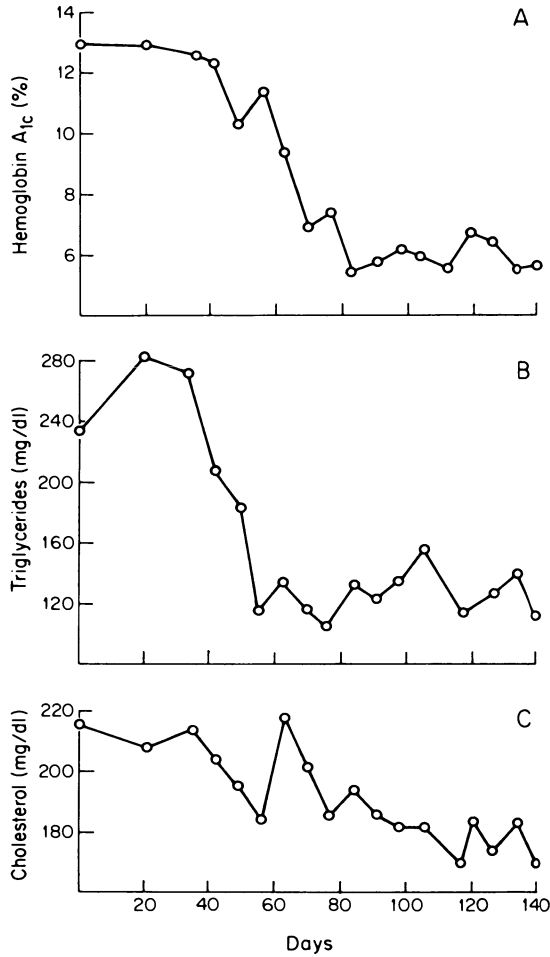 A
14
12
10
8
6
Hemoglobin A1c (%)
B
280
240
200
160
120
Triglycerides (mg/dl)
C
220
200
180
Cholesterol (mg/dl)
20 40 60 80 100 120 140
Days